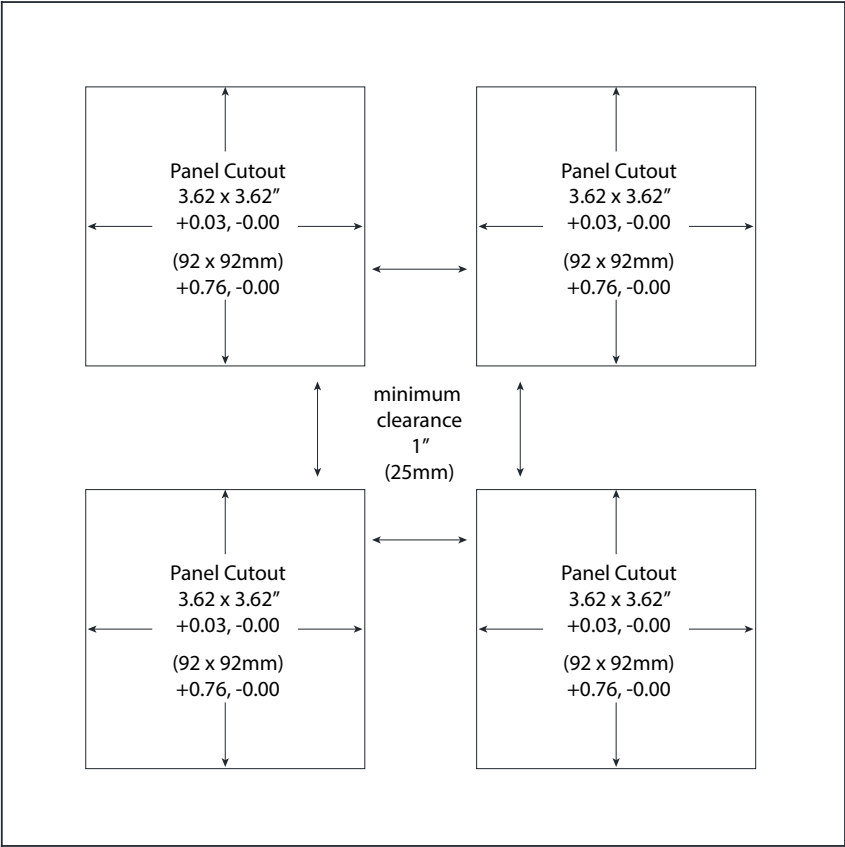 Panel Cutout
3.62 x 3.62”
+0.03, -0.00
(92 x 92mm)
+0.76, -0.00
Panel Cutout
3.62 x 3.62”
+0.03, -0.00
(92 x 92mm)
+0.76, -0.00
minimum
clearance
1”
(25mm)
Panel Cutout
3.62 x 3.62”
+0.03, -0.00
(92 x 92mm)
+0.76, -0.00
Panel Cutout
3.62 x 3.62”
+0.03, -0.00
(92 x 92mm)
+0.76, -0.00